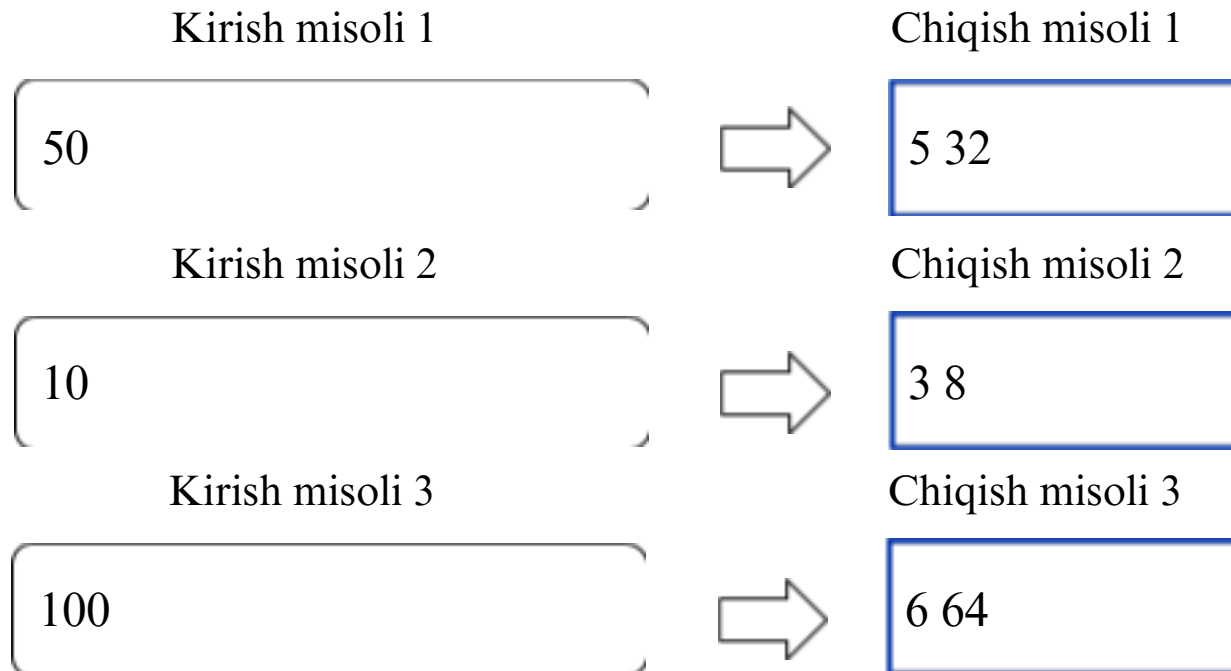 Kirish misoli 1
Chiqish misoli 1
50
5 32
Kirish misoli 2
Chiqish misoli 2
10
3 8
Kirish misoli 3
Chiqish misoli 3
100
6 64